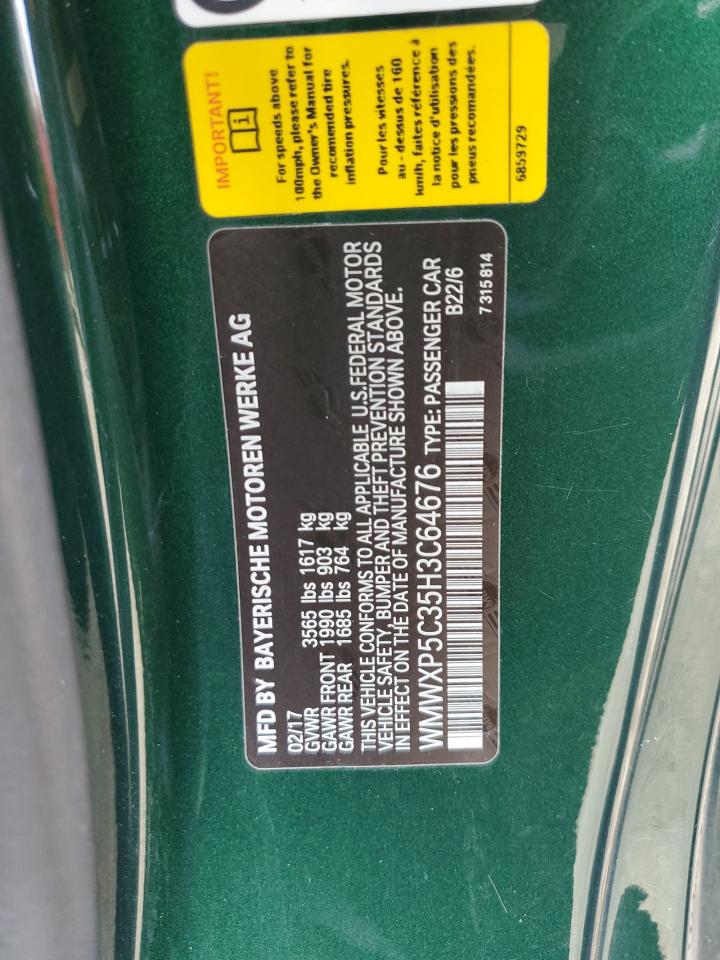 IMPORTANT!
i
For speeds above
100mph, please refer to
the Owner's Manual for
recomended tire
inflation pressures.
Pour les vitesses
au - dessus de 160
km/h, faites référence à
la notice d'utilisation
pour les pressions des
pneus recomandées.
6859729
MFD BY BAYERISCHE MOTOREN WERKE AG
02/17
GVWR 3565 lbs 1617 kg
GAWR FRONT 1990 lbs 903 kg
GAWR REAR 1685 lbs 764 kg
THIS VEHICLE CONFORMS TO ALL APPLICABLE U.S.FEDERAL MOTOR
VEHICLE SAFETY, BUMPER AND THEFT PREVENTION STANDARDS
IN EFFECT ON THE DATE OF MANUFACTURE SHOWN ABOVE.
WMWXP5C35H3C64676 TYPE: PASSENGER CAR
B22/6
7 315 814